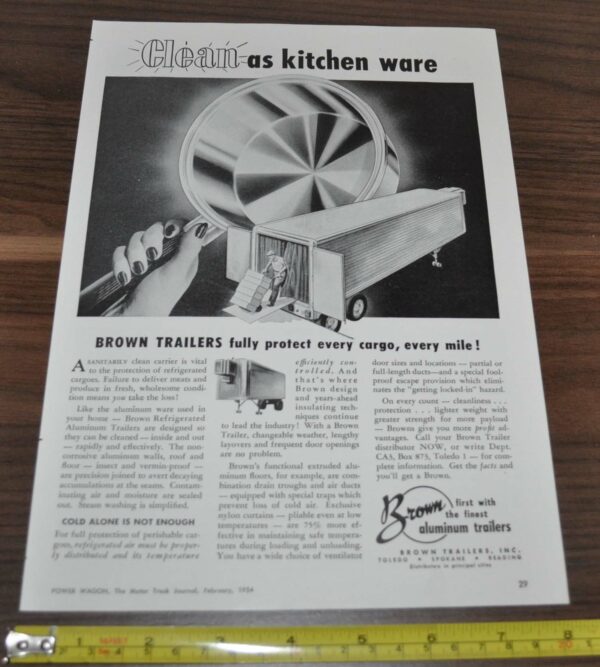 Clean as kitchen ware
BROWN TRAILERS fully protect every cargo, every mile!
A SANITARILY clean carrier is vital
to the protection of refrigerated
cargoes. Failure to deliver meats and
produce in fresh, wholesome condi-
tion means you take the loss!
Like the aluminum ware used in
your home — Brown Refrigerated
Aluminum Trailers are designed so
they can be cleaned — inside and out
— rapidly and effectively. The non-
corrosive aluminum walls, roof and
floor — insect and vermin-proof —
are precision joined to avert decaying
accumulations at the seams. Contam-
inating air and moisture are sealed
out. Steam washing is simplified.
COLD ALONE IS NOT ENOUGH
For full protection of perishable car-
goes, refrigerated air must be proper-
ly distributed and its temperature
efficiently con-
trolled. And
that's where
Brown design
and years-ahead
insulating tech-
niques continue
to lead the industry! With a Brown
Trailer, changeable weather, lengthy
layovers and frequent door openings
are no problem.
Brown's functional extruded alu-
minum floors, for example, are com-
bination drain troughs and air ducts
— equipped with special traps which
prevent loss of cold air. Exclusive
nylon curtains — pliable even at low
temperatures — are 75% more ef-
fective in maintaining safe tempera-
tures during loading and unloading.
You have a wide choice of ventilator
door sizes and locations — partial or
full-length ducts—and a special fool-
proof escape provision which elimi-
nates the "getting locked-in" hazard.
On every count — cleanliness . . .
protection . . . lighter weight with
greater strength for more payload
— Browns give you more profit ad-
vantages. Call your Brown Trailer
distributor NOW, or write Dept.
CA3, Box 873, Toledo 1 — for com-
plete information. Get the facts and
you'll get a Brown.
Brown first with
the finest
aluminum trailers
BROWN TRAILERS, INC.
TOLEDO • SPOKANE • READING
Distributors in principal cities
POWER WAGON, The Motor Truck Journal, February, 1954
29
1 2 3 4 5 6 7 8